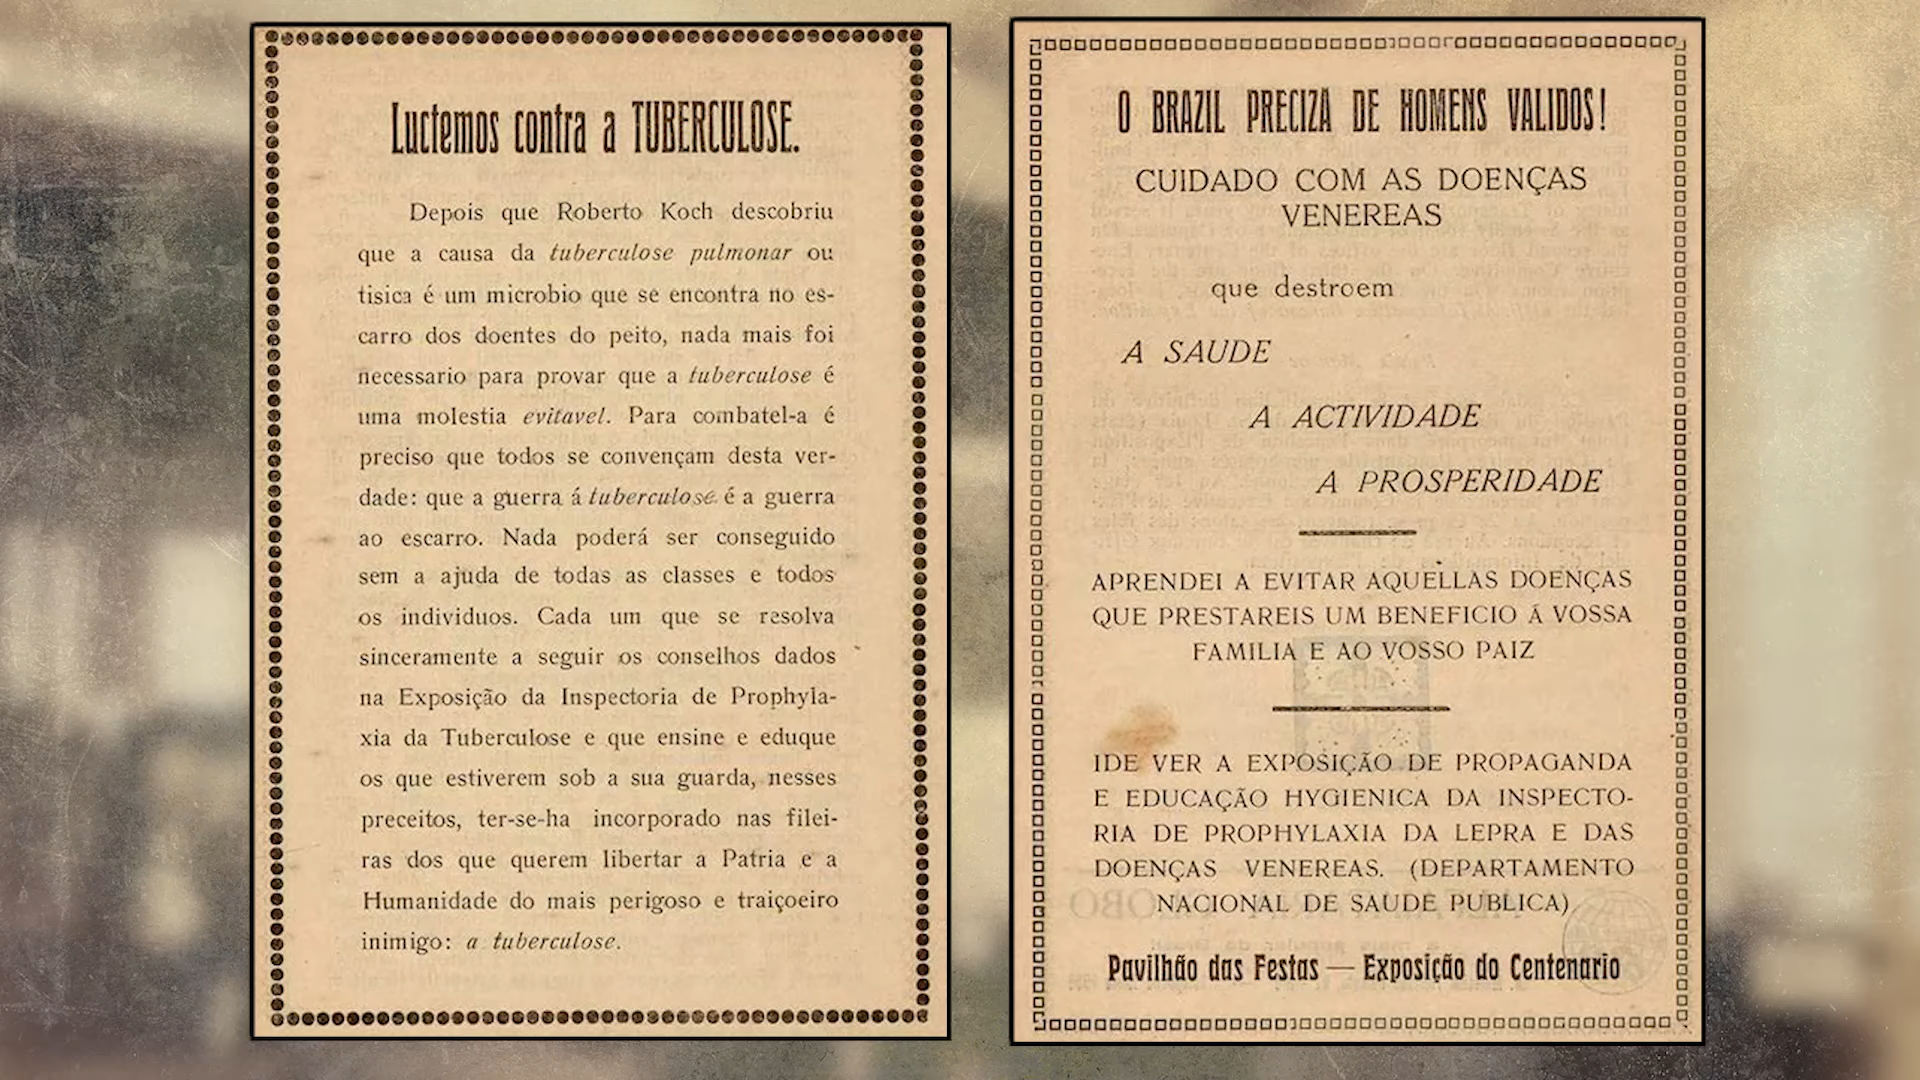 Luctemos contra a TUBERCULOSE.
Depois que Roberto Koch descobriu
que a causa da tuberculose pulmonar ou
tisica é um microbio que se encontra no es-
carro dos doentes do peito, nada mais foi
necessario para provar que a tuberculose é
uma molestia evitavel. Para combatel-a é
preciso que todos se convençam desta ver-
dade: que a guerra á tuberculose é a guerra
ao escarro. Nada poderá ser conseguido
sem a ajuda de todas as classes e todos
os individuos. Cada um que se resolva
sinceramente a seguir os conselhos dados
na Exposição da Inspectoria de Prophyla-
xia da Tuberculose e que ensine e eduque
os que estiverem sob a sua guarda, nesses
preceitos, ter-se-ha incorporado nas filei-
ras dos que querem libertar a Patria e a
Humanidade do mais perigoso e traiçoeiro
inimigo: a tuberculose.
O BRAZIL PRECIZA DE HOMENS VALIDOS!
CUIDADO COM AS DOENÇAS
VENEREAS
que destroem
A SAUDE
A ACTIVIDADE
A PROSPERIDADE
APRENDEI A EVITAR AQUELLAS DOENÇAS
QUE PRESTAREIS UM BENEFICIO Á VOSSA
FAMILIA E AO VOSSO PAIZ
IDE VER A EXPOSIÇÃO DE PROPAGANDA
E EDUCAÇÃO HYGIENICA DA INSPECTO-
RIA DE PROPHYLAXIA DA LEPRA E DAS
DOENÇAS VENEREAS. (DEPARTAMENTO
NACIONAL DE SAUDE PUBLICA)
Pavilhão das Festas — Exposição do Centenario